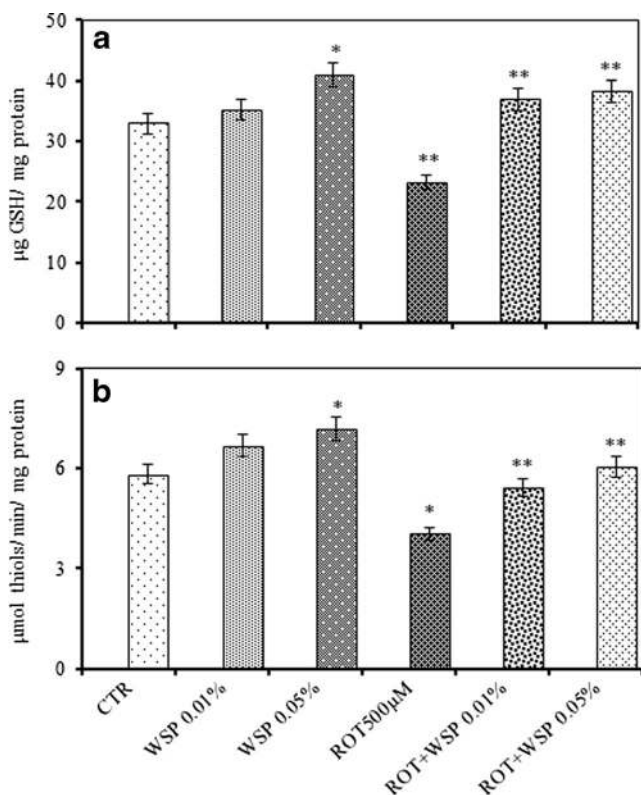 a
50
40
30
20
10
0
µg GSH/ mg protein
*
**
**
**
b
9
6
3
0
µmol thiols/min/ mg protein
*
*
**
**
CTR
WSP 0.01%
WSP 0.05%
ROT500µM
ROT+WSP 0.01%
ROT+WSP 0.05%